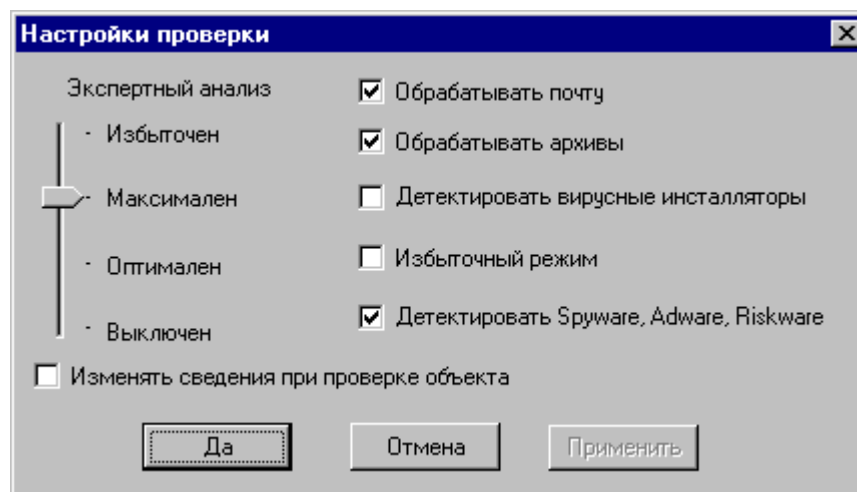 Настройки проверки
Экспертный анализ
- Избыточен
- Максимален
- Оптимален
- Выключен
Обрабатывать почту
Обрабатывать архивы
Детектировать вирусные инсталляторы
Избыточный режим
Детектировать Spyware, Adware, Riskware
Изменять сведения при проверке объекта
Да
Отмена
Применить